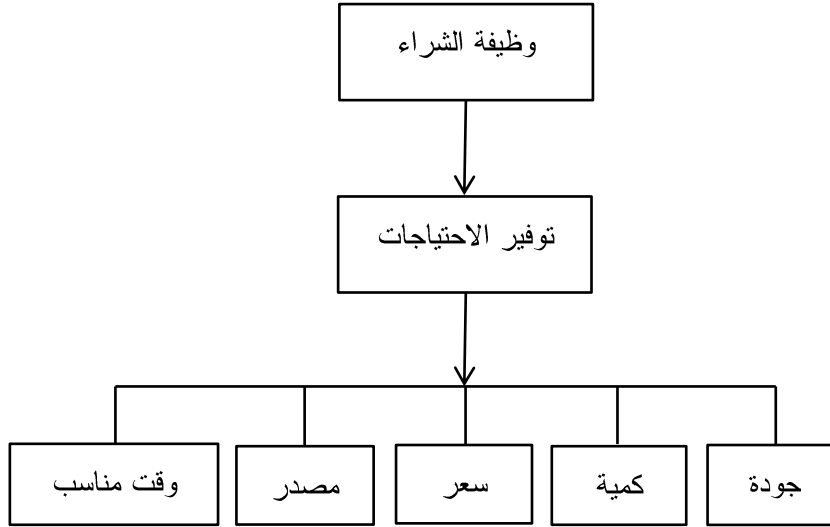 وظيفة الشراء
توفير الاحتياجات
جودة
كمية
سعر
مصدر
وقت مناسب